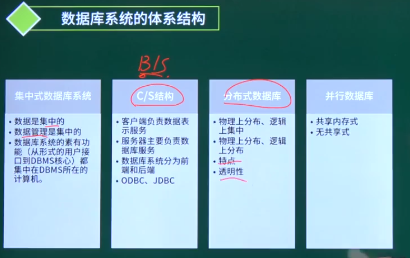 数据库系统的体系结构
B/S
集中式数据库系统
• 数据是集中的
• 数据管理是集中的
• 数据库系统的素有功
能（从形式的用户接
口到DBMS核心）都
集中在DBMS所在的
计算机。
C/S结构
• 客户端负责数据表
示服务
• 服务器主要负责数
据库服务
• 数据库系统分为前
端和后端
• ODBC、JDBC
分布式数据库
• 物理上分布、逻辑
上集中
• 物理上分布、逻辑
上分布
• 特点
• 透明性
并行数据库
• 共享内存式
• 无共享式